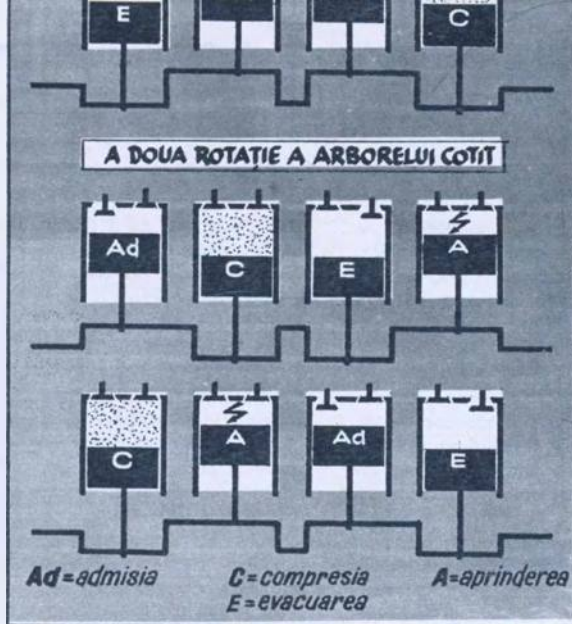 E C
A DOUA ROTAȚIE A ARBORELUI COTIT
Ad C E A
C A Ad E
Ad=admisia C=compresia A=aprinderea
E=evacuarea